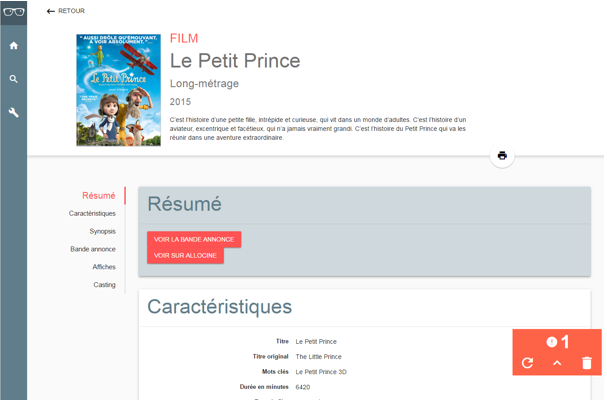 RETOUR
"AUSSI DRÔLE QU'ÉMOUVANT,
À VOIR ABSOLUMENT."
Le Petit Prince
FILM
Le Petit Prince
Long-métrage
2015
C'est l'histoire d'une petite fille, intrépide et curieuse, qui vit dans un monde d'adultes. C'est l'histoire d'un
aviateur, excentrique et facétieux, qui n'a jamais vraiment grandi. C'est l'histoire du Petit Prince qui va les
réunir dans une aventure extraordinaire.
Résumé
Caractéristiques
Synopsis
Bande annonce
Affiches
Casting
Résumé
VOIR LA BANDE ANNONCE
VOIR SUR ALLOCINE
Caractéristiques
Titre Le Petit Prince
Titre original The Little Prince
Mots clés Le Petit Prince 3D
Durée en minutes 6420
1